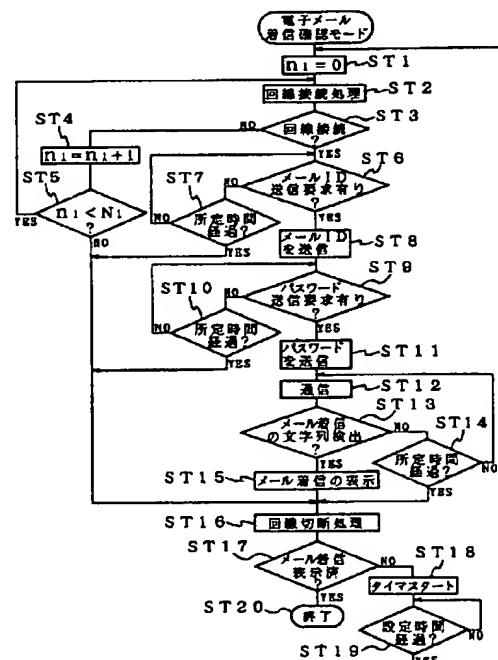 電子メール
着信確認モード
n1=0
ST1
回線接続処理
ST2
ST3
回線接続
?
NO
YES
ST4
n1=n1+1
ST5
n1<N1
?
YES
NO
ST6
メールID
送信要求有り
?
NO
YES
ST7
所定時間
経過?
NO
YES
メールID
を送信
ST8
ST9
パスワード
送信要求有り
?
NO
YES
ST10
所定時間
経過?
NO
YES
パスワード
を送信
ST11
通信
ST12
ST13
メール着信
の文字列検出
?
NO
YES
ST14
所定時間
経過?
NO
YES
ST15
メール着信の表示
ST16
回線切断処理
ST17
メール着信
表示済
?
NO
YES
ST18
タイマスタート
ST20
終了
設定時間
経過?
NO
ST19
YES